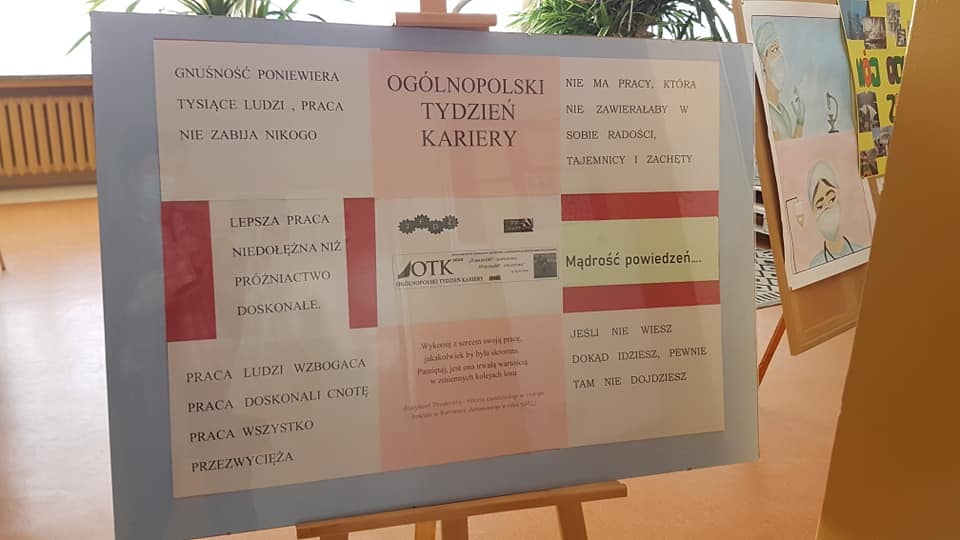 GNUŚNOŚĆ PONIEWIERA
TYSIĄCE LUDZI , PRACA
NIE ZABIJA NIKOGO
OGÓLNOPOLSKI
TYDZIEŃ
KARIERY
NIE MA PRACY, KTÓRA
NIE ZAWIERAŁABY W
SOBIE RADOŚCI,
TAJEMNICY I ZACHĘTY
LEPSZA PRACA
NIEDOŁĘŻNA NIŻ
PRÓŻNIACTWO
DOSKONAŁE.
OTK
OGÓLNOPOLSKI TYDZIEŃ KARIERY
Mądrość powiedzeń....
PRACA LUDZI WZBOGACA
PRACA DOSKONALI CNOTĘ
PRACA WSZYSTKO
PRZEZWYCIĘŻA
Wykonuj z sercem swoją pracę,
jakakolwiek by była skromna.
Pamiętaj, jest ona trwałą wartością
w zmiennych kolejach losu
JEŚLI NIE WIESZ
DOKĄD IDZIESZ, PEWNIE
TAM NIE DOJDZIESZ